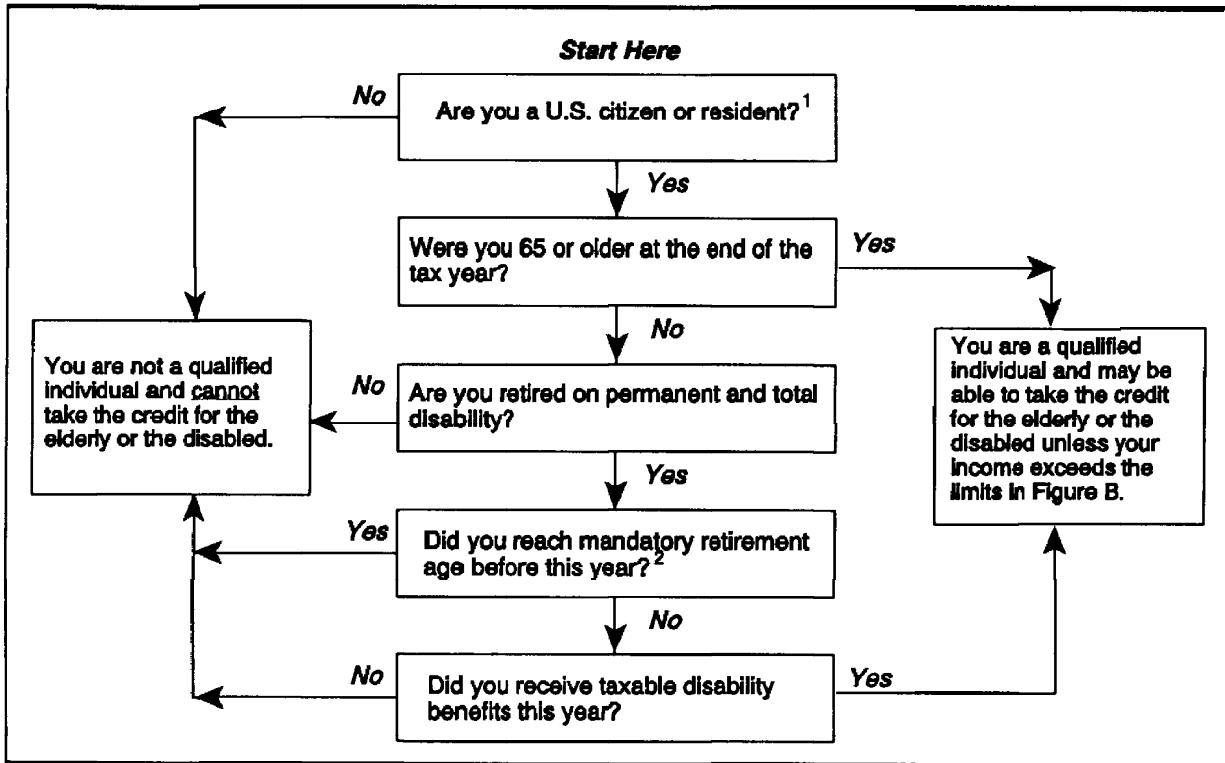 Start Here
No
Are you a U.S. citizen or resident?1
Yes
Were you 65 or older at the end of the
tax year?
Yes
No
You are not a qualified
individual and cannot
take the credit for the
elderly or the disabled.
No
Are you retired on permanent and total
disability?
You are a qualified
individual and may be
able to take the credit
for the elderly or the
disabled unless your
income exceeds the
limits in Figure B.
Yes
Yes
Did you reach mandatory retirement
age before this year?2
No
No
Did you receive taxable disability
benefits this year?
Yes